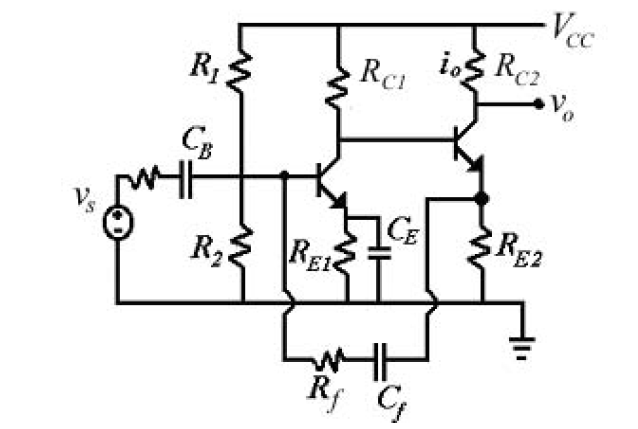 V_CC
R_1 R_C1 i_o R_C2
v_o
C_B
v_s
+
-
R_2 R_E1 C_E R_E2
R_f C_f